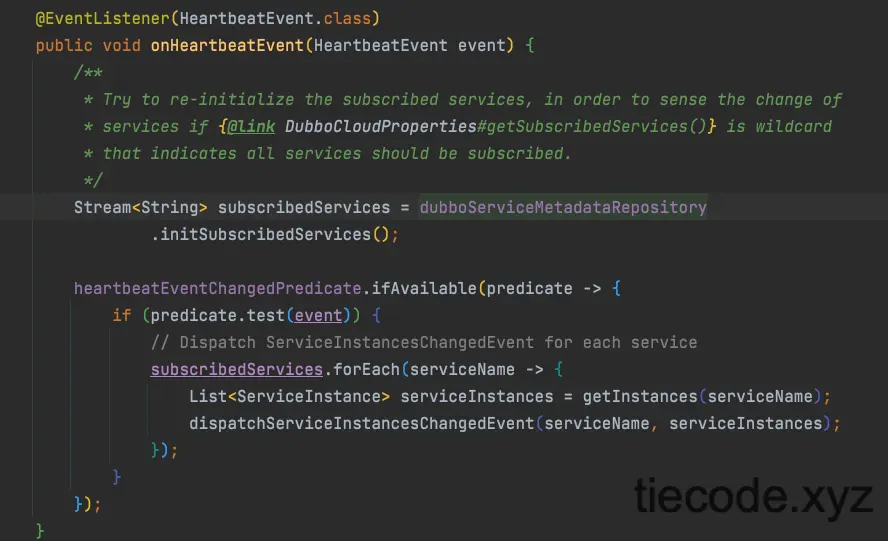 @EventListener(HeartbeatEvent.class)
public void onHeartbeatEvent(HeartbeatEvent event) {
/**
* Try to re-initialize the subscribed services, in order to sense the change of
* services if {@link DubboCloudProperties#getSubscribedServices()} is wildcard
* that indicates all services should be subscribed.
*/
Stream<String> subscribedServices = dubboServiceMetadataRepository
.initSubscribedServices();
heartbeatEventChangedPredicate.ifAvailable(predicate -> {
if (predicate.test(event)) {
// Dispatch ServiceInstancesChangedEvent for each service
subscribedServices.forEach(serviceName -> {
List<ServiceInstance> serviceInstances = getInstances(serviceName);
dispatchServiceInstancesChangedEvent(serviceName, serviceInstances);
});
}
});
}
tiecode.xyz